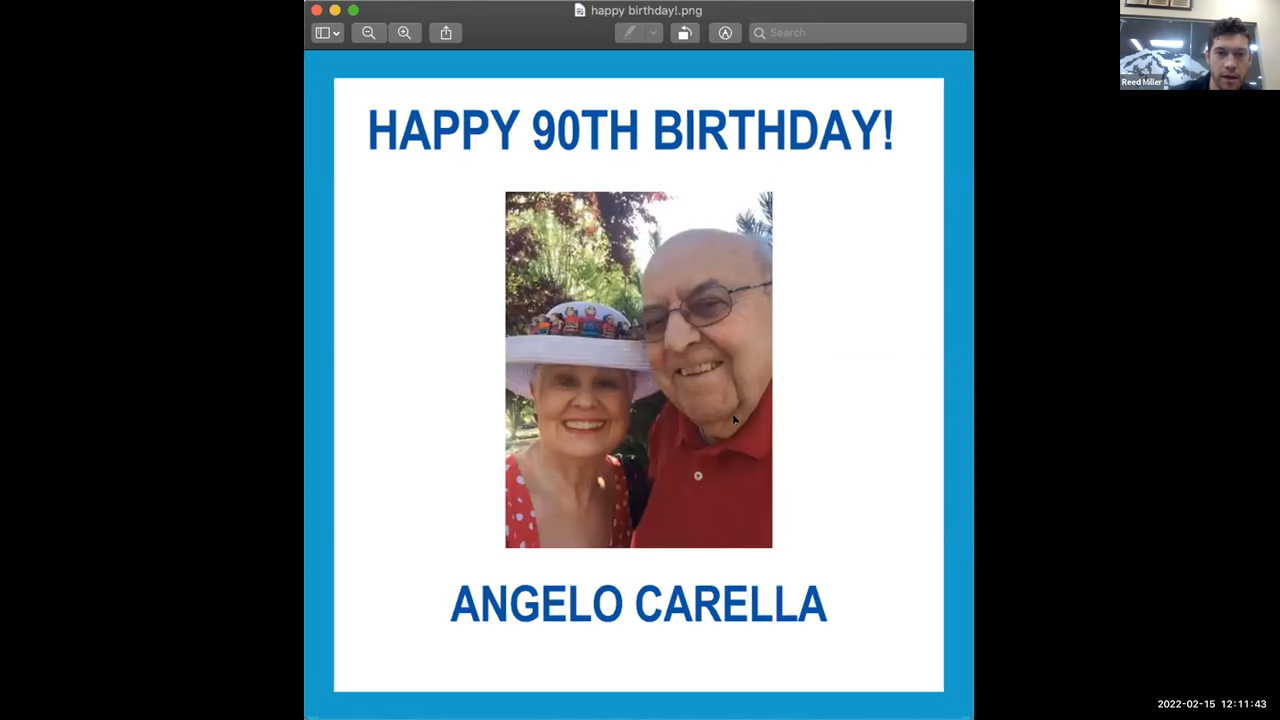 happy birthday!.png
Search
HAPPY 90TH BIRTHDAY!
ANGELO CARELLA
Reed Miller
2022-02-15 12:11:43